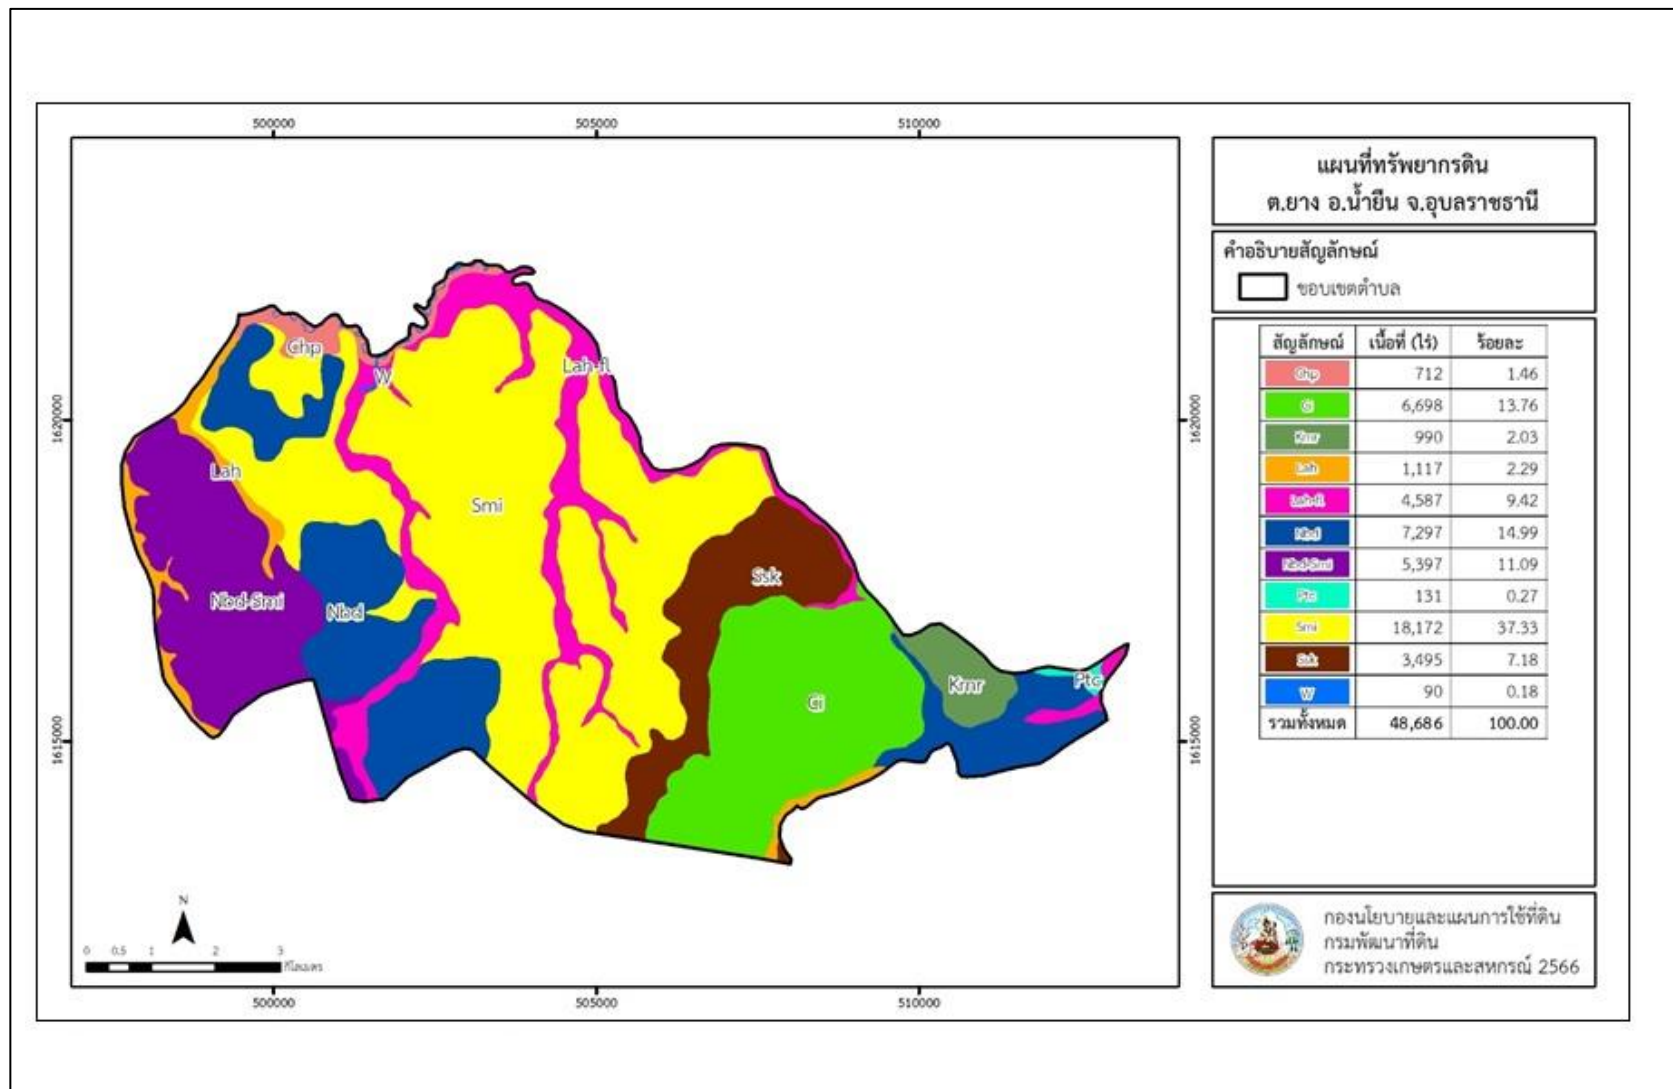 500000 505000 510000
แผนที่ทรัพยากรดิน
ต.ยาง อ.น้ำยืน จ.อุบลราชธานี
คำอธิบายสัญลักษณ์
ขอบเขตตำบล
สัญลักษณ์ เนื้อที่ (ไร่) ร้อยละ
Chp 712 1.46
Gi 6,698 13.76
Kmr 990 2.03
Lah 1,117 2.29
Lah-fl 4,587 9.42
Nbd 7,297 14.99
Nbd-Smi 5,397 11.09
Ptc 131 0.27
Smi 18,172 37.33
Ssk 3,495 7.18
W 90 0.18
รวมทั้งหมด 48,686 100.00
Chp
W
Lah-fl
1620000
1620000
Lah
Smi
Ssk
Nbd-Smi
Nbd
Gi
Kmr
Ptc
1615000
1615000
N
0 0.5 1 2 3
กิโลเมตร
500000 505000 510000
กองนโยบายและแผนการใช้ที่ดิน
กรมพัฒนาที่ดิน
กระทรวงเกษตรและสหกรณ์ 2566